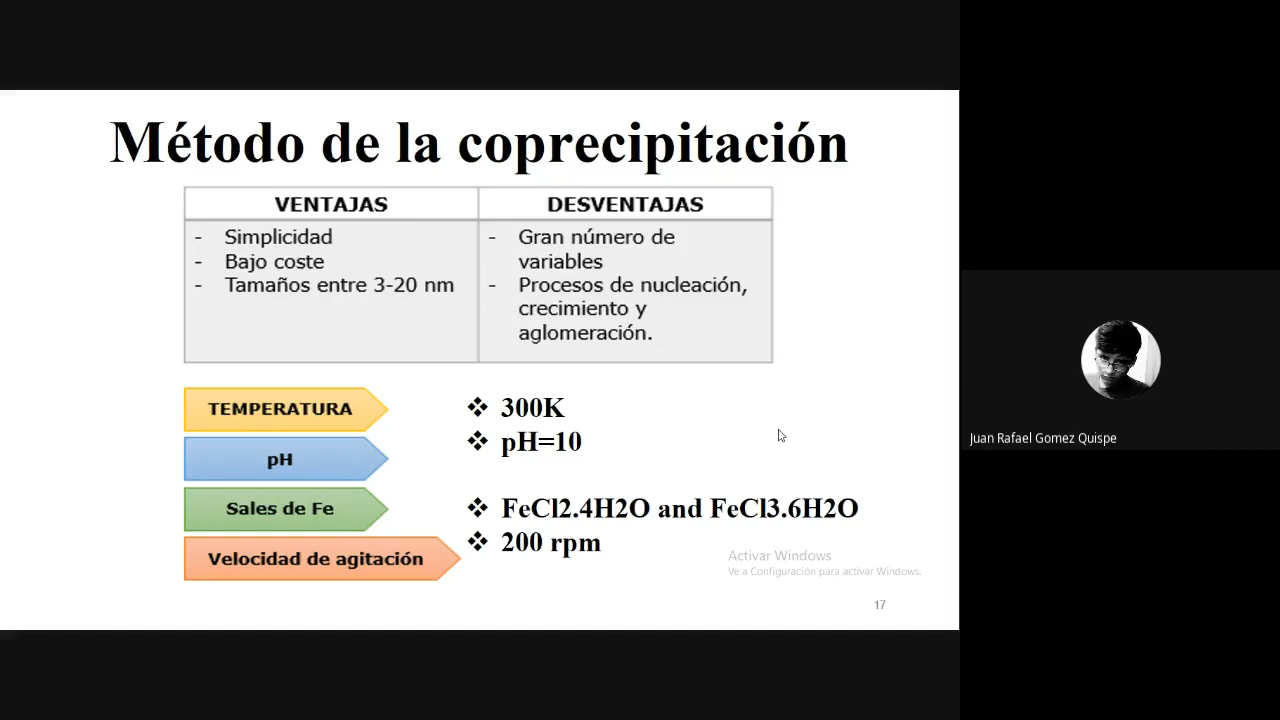 Método de la coprecipitación
VENTAJAS
- Simplicidad
- Bajo coste
- Tamaños entre 3-20 nm
DESVENTAJAS
- Gran número de
variables
- Procesos de nucleación,
crecimiento y
aglomeración.
TEMPERATURA
❖ 300K
pH
❖ pH=10
Sales de Fe
❖ FeCl2.4H2O and FeCl3.6H2O
Velocidad de agitación
❖ 200 rpm
Activar Windows
Ve a Configuración para activar Windows.
17
Juan Rafael Gomez Quispe